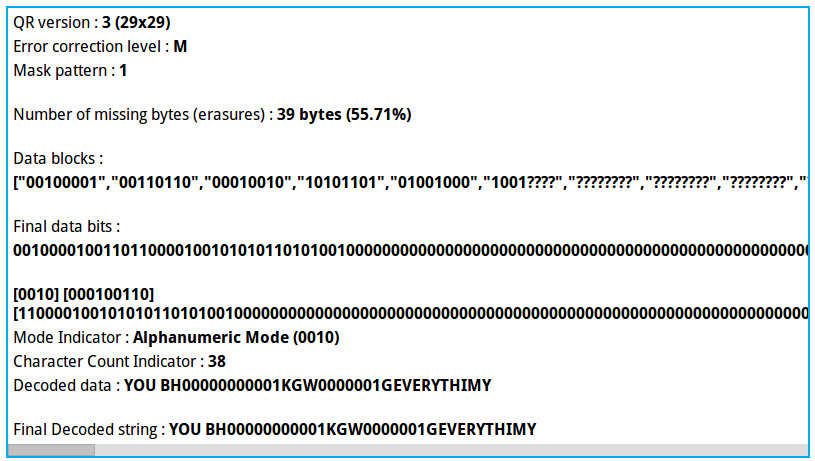 QR version : 3 (29x29)
Error correction level : M
Mask pattern : 1
Number of missing bytes (erasures) : 39 bytes (55.71%)
Data blocks :
["00100001","00110110","00010010","10101101","01001000","1001????","????????","????????","????????","
Final data bits :
001000010011011000010010101011010100100000000000000000000000000000000000000000000000000
[0010] [000100110]
[11000010010101011010100100000000000000000000000000000000000000000000000000000000000000
Mode Indicator : Alphanumeric Mode (0010)
Character Count Indicator : 38
Decoded data : YOU BH00000000001KGW0000001GEVERYTHIMY
Final Decoded string : YOU BH00000000001KGW0000001GEVERYTHIMY